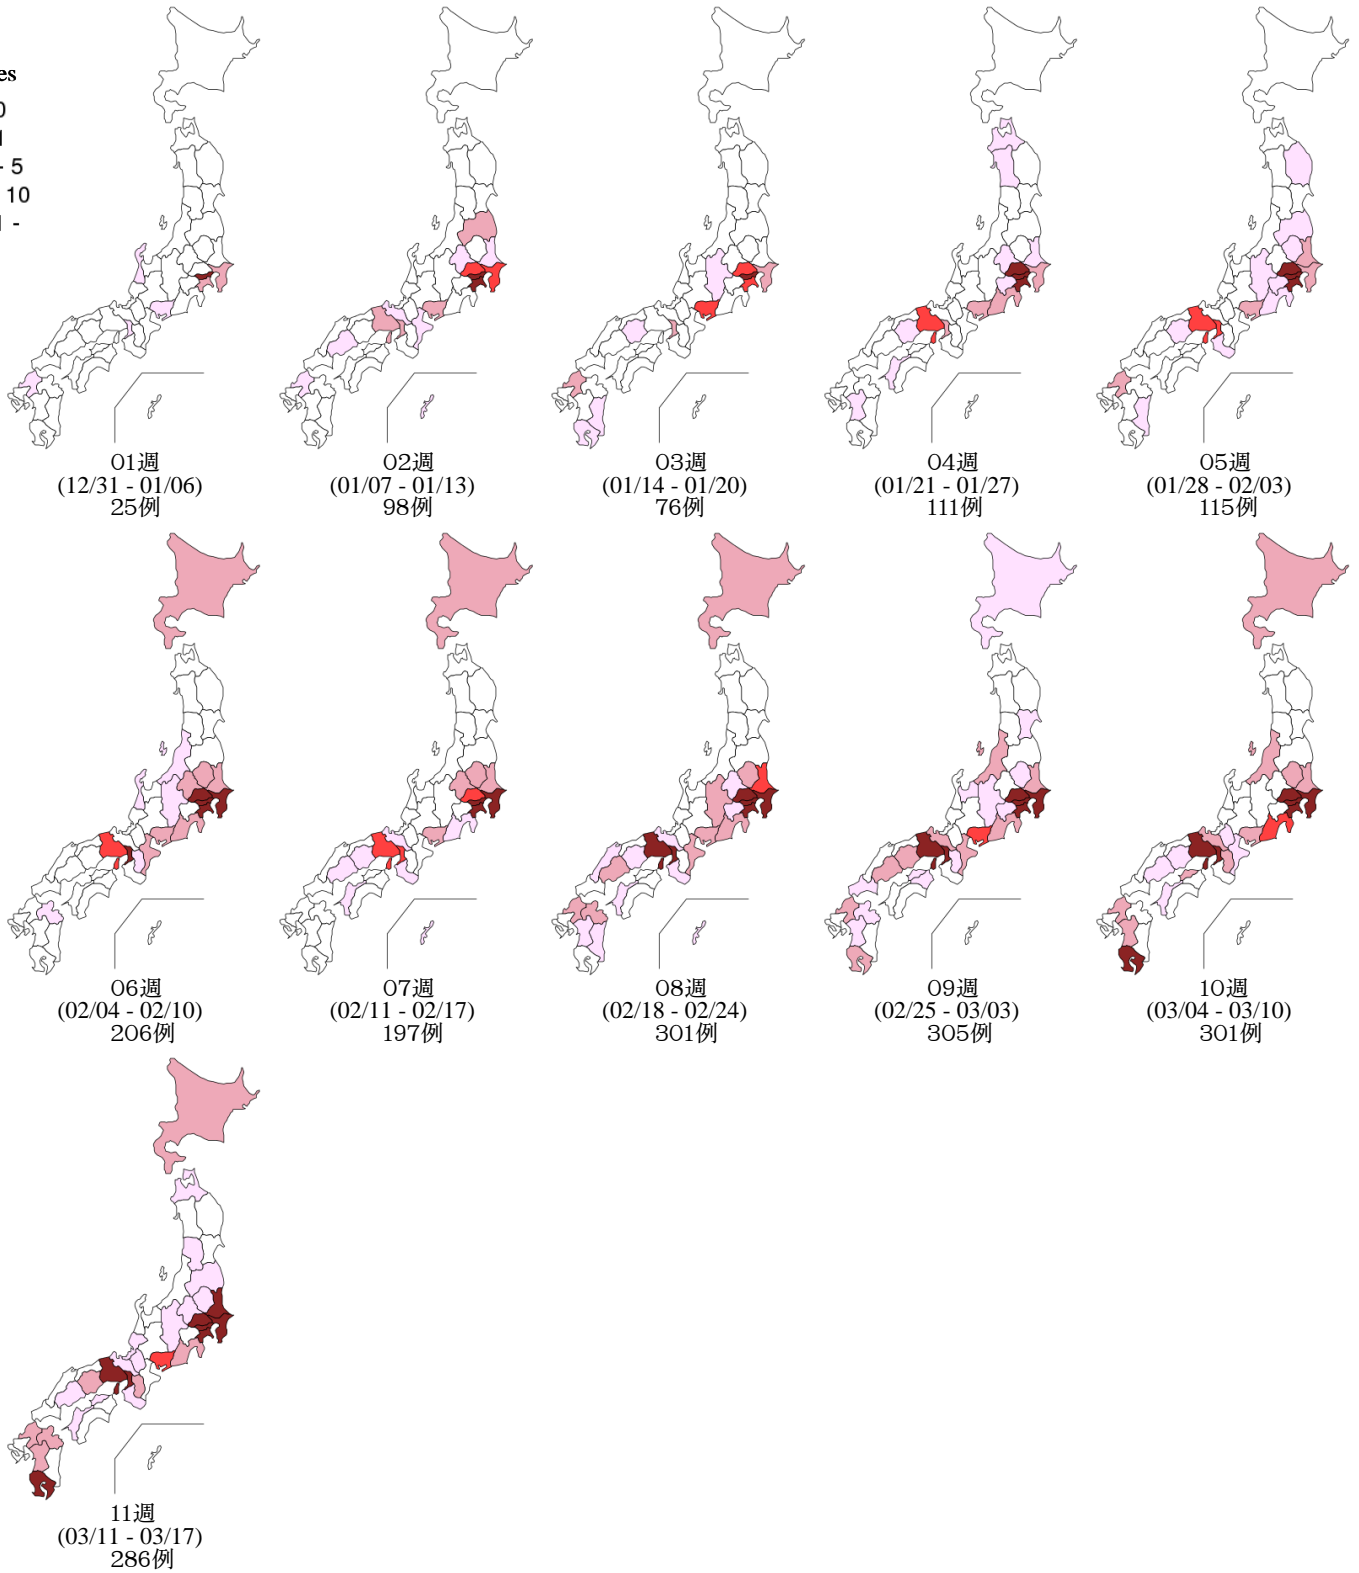 es
0
1
- 5
10
1 -
01週
(12/31 - 01/06)
25例
02週
(01/07 - 01/13)
98例
03週
(01/14 - 01/20)
76例
04週
(01/21 - 01/27)
111例
05週
(01/28 - 02/03)
115例
06週
(02/04 - 02/10)
206例
07週
(02/11 - 02/17)
197例
08週
(02/18 - 02/24)
301例
09週
(02/25 - 03/03)
305例
10週
(03/04 - 03/10)
301例
11週
(03/11 - 03/17)
286例